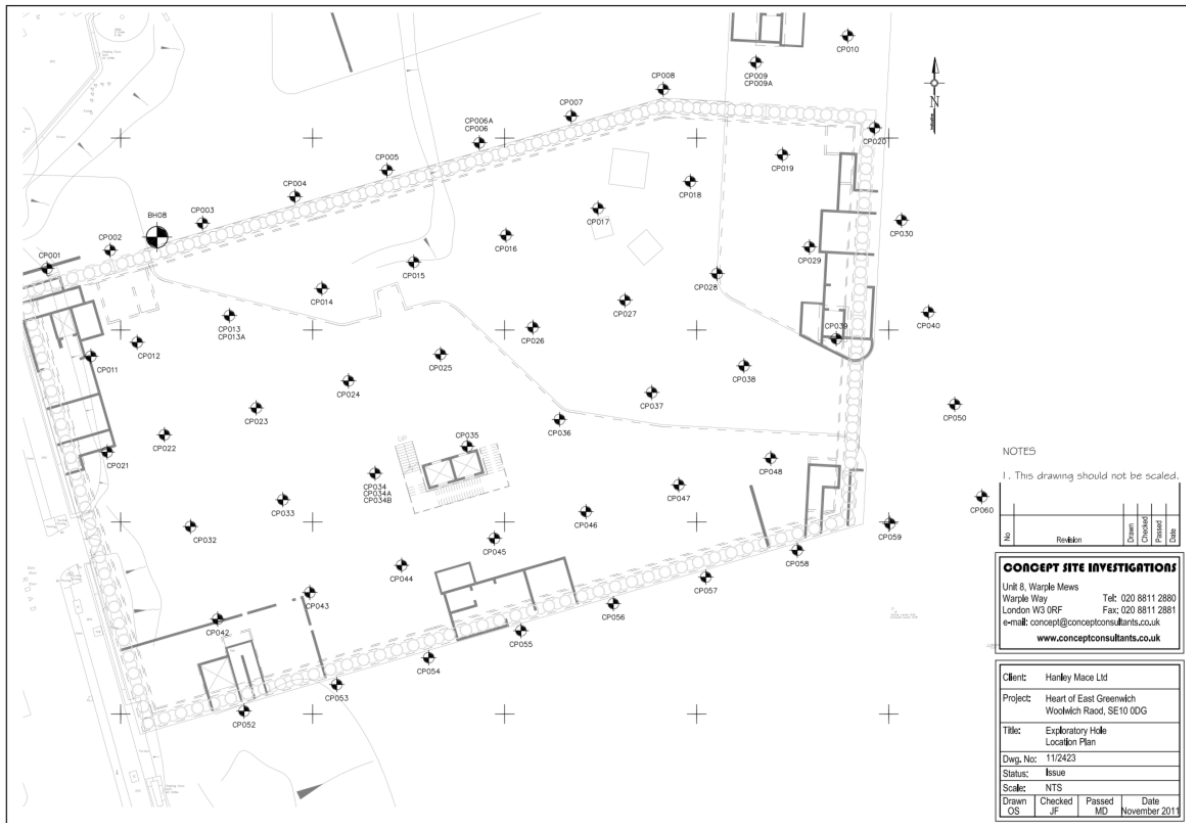 CP010
CP009
CP009A
CP008
N
CP007
CP006A
CP006
CP020
CP019
CP005
CP018
CP004
CP017
BH08
CP003
CP030
CP016
CP002
CP029
CP001
CP015
CP028
CP014
CP027
CP040
CP013
CP013A
CP026
CP039
CP012
CP025
CP011
CP038
CP024
CP037
CP050
CP023
CP036
CP022
CP035
CP021
CP048
CP034
CP034A
CP034B
CP047
CP033
CP046
CP060
CP032
CP059
CP045
CP058
CP044
CP057
CP043
CP056
CP042
CP055
CP054
CP053
CP052
NOTES
1. This drawing should not be scaled.
No Revision Drawn Checked Passed Date
CONCEPT SITE INVESTIGATIONS
Unit 8, Warple Mews
Warple Way Tel: 020 8811 2880
London W3 0RF Fax: 020 8811 2881
e-mail: concept@conceptconsultants.co.uk
www.conceptconsultants.co.uk
Client: Hanley Mace Ltd
Project: Heart of East Greenwich
Woolwich Raod, SE10 0DG
Title: Exploratory Hole
Location Plan
Dwg. No: 11/2423
Status: Issue
Scale: NTS
Drawn Checked Passed Date
OS JF MD November 2011